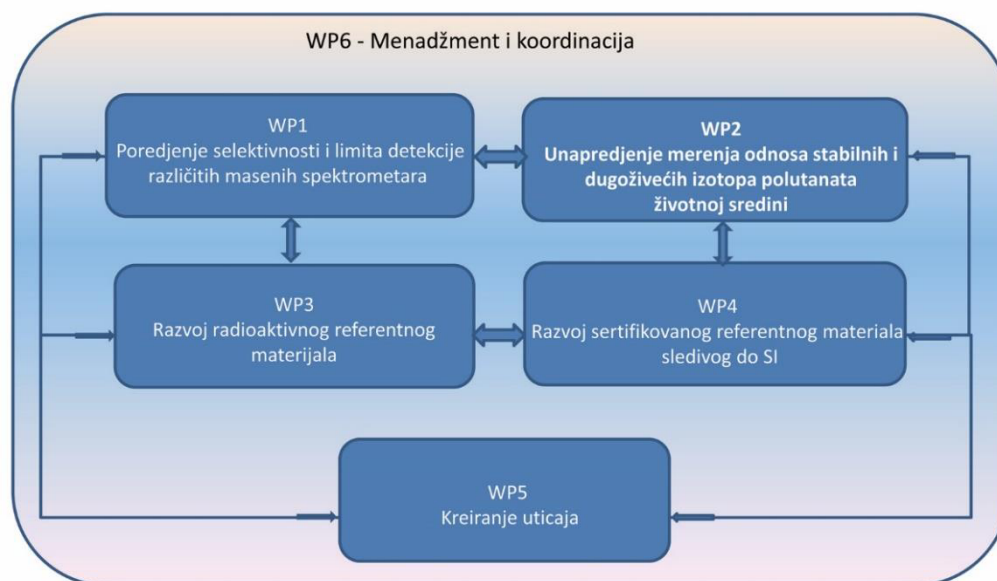 WP6 - Menadžment i koordinacija
WP1
Poredjenje selektivnosti i limita detekcije
različitih masenih spektrometara
WP2
Unapredjenje merenja odnosa stabilnih i
dugoživećih izotopa polutanata
životnoj sredini
WP3
Razvoj radioaktivnog referentnog
materijala
WP4
Razvoj sertifikovanog referentnog materiala
sledivog do SI
WP5
Kreiranje uticaja